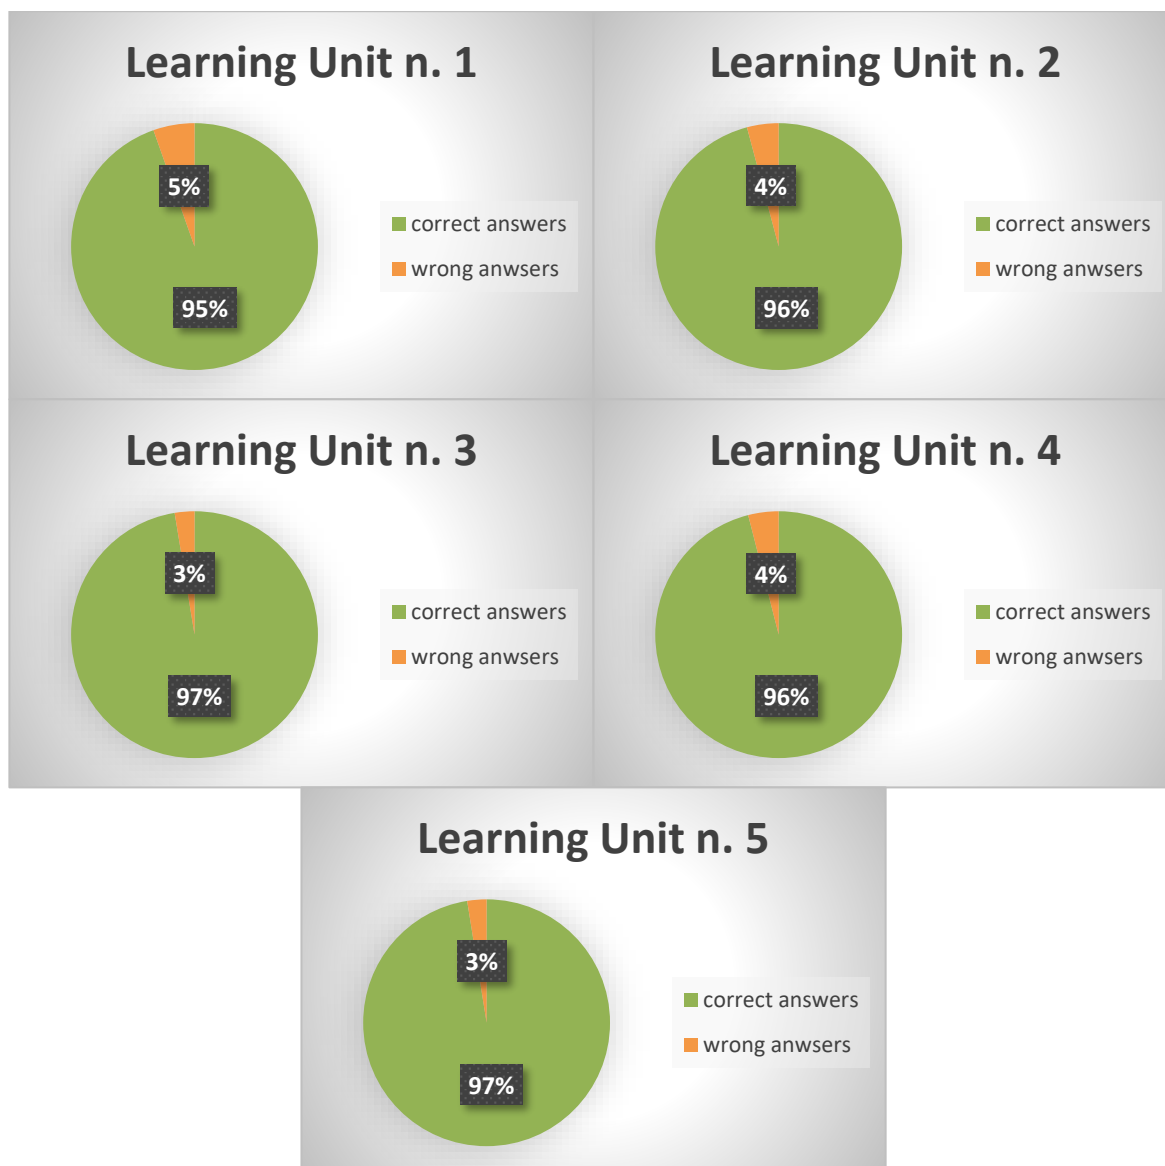 Learning Unit n. 1
5%
95%
correct answers
wrong anwsers
Learning Unit n. 2
4%
96%
correct answers
wrong anwsers
Learning Unit n. 3
3%
97%
correct answers
wrong anwsers
Learning Unit n. 4
4%
96%
correct answers
wrong anwsers
Learning Unit n. 5
3%
97%
correct answers
wrong anwsers